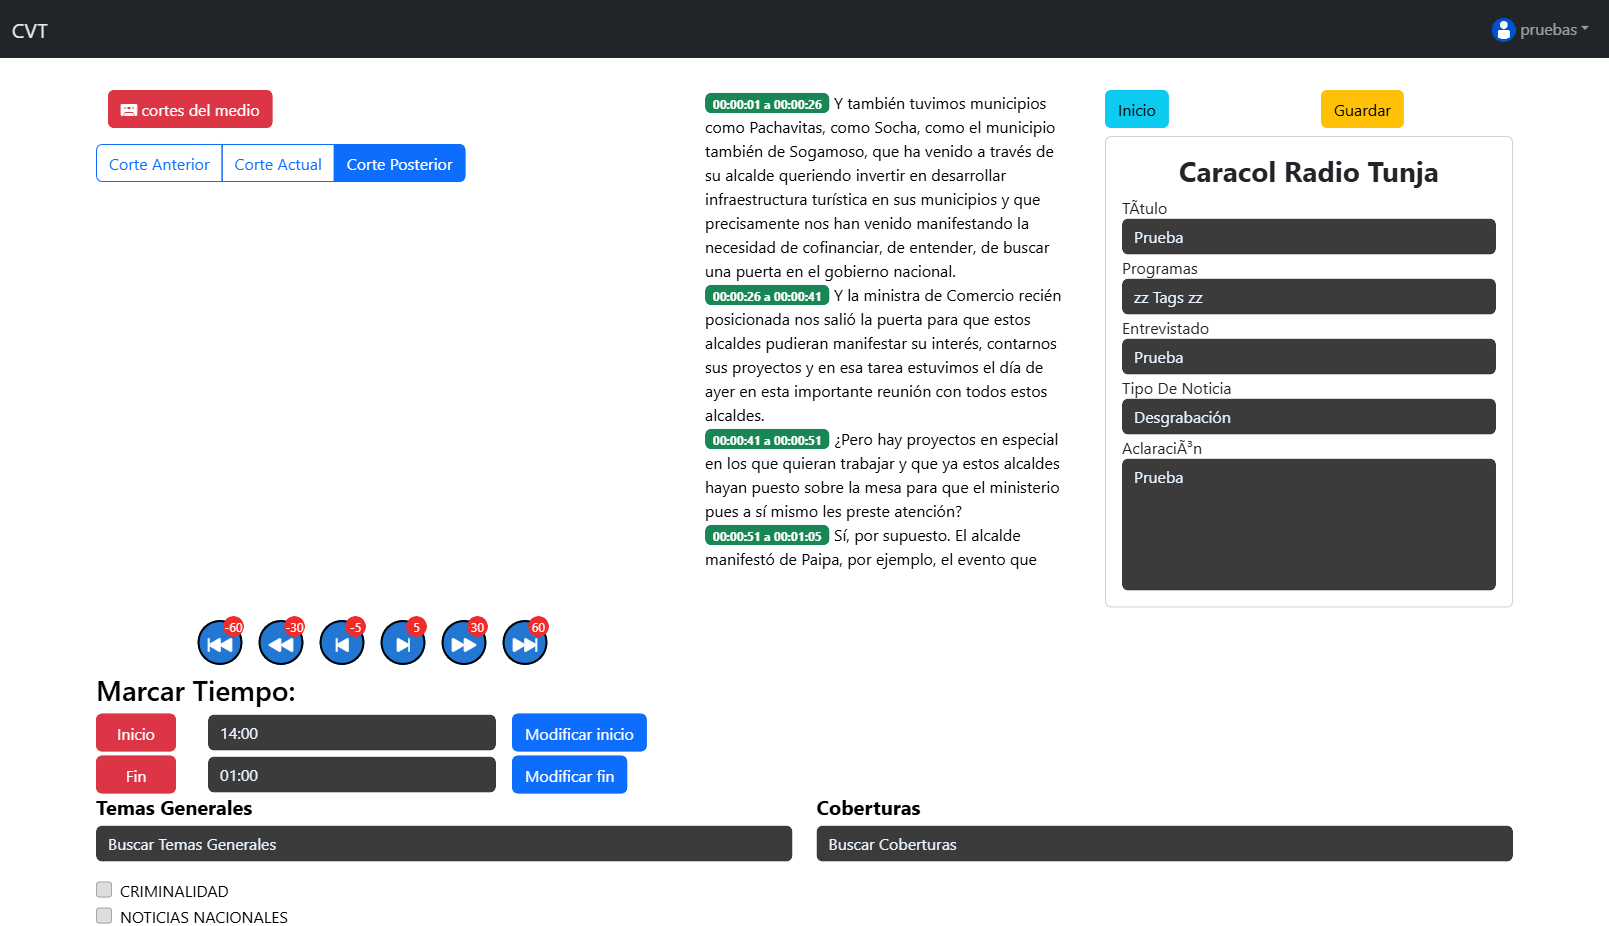 CVT
pruebas
cortes del medio
Corte Anterior
Corte Actual
Corte Posterior
00:00:01 a 00:00:26 Y también tuvimos municipios
como Pachavitas, como Socha, como el municipio
también de Sogamoso, que ha venido a través de
su alcalde queriendo invertir en desarrollar
infraestructura turística en sus municipios y que
precisamente nos han venido manifestando la
necesidad de cofinanciar, de entender, de buscar
una puerta en el gobierno nacional.
00:00:26 a 00:00:41 Y la ministra de Comercio recién
posicionada nos salió la puerta para que estos
alcaldes pudieran manifestar su interés, contarnos
sus proyectos y en esa tarea estuvimos el día de
ayer en esta importante reunión con todos estos
alcaldes.
00:00:41 a 00:00:51 ¿Pero hay proyectos en especial
en los que quieran trabajar y que ya estos alcaldes
hayan puesto sobre la mesa para que el ministerio
pues a sí mismo les preste atención?
00:00:51 a 00:01:05 Sí, por supuesto. El alcalde
manifestó de Paipa, por ejemplo, el evento que
Inicio
Guardar
Caracol Radio Tunja
TÃtulo
Prueba
Programas
zz Tags zz
Entrevistado
Prueba
Tipo De Noticia
Desgrabación
AclaraciÃ³n
Prueba
-60
-30
-5
5
30
60
Marcar Tiempo:
Inicio
14:00
Modificar inicio
Fin
01:00
Modificar fin
Temas Generales
Buscar Temas Generales
Coberturas
Buscar Coberturas
CRIMINALIDAD
NOTICIAS NACIONALES